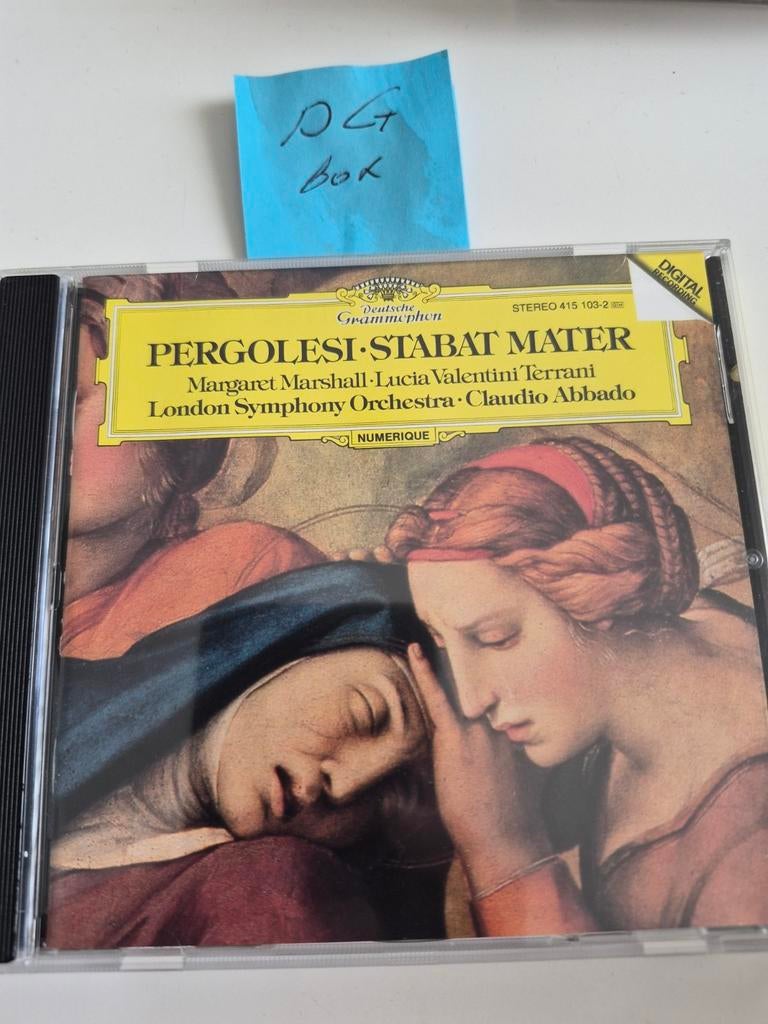 DG
Box
Deutsche
Grammophon
STEREO 415 103-2 GH
DIGITAL
RECORDING
PERGOLESI·STABAT MATER
Margaret Marshall·Lucia Valentini Terrani
London Symphony Orchestra·Claudio Abbado
NUMERIQUE